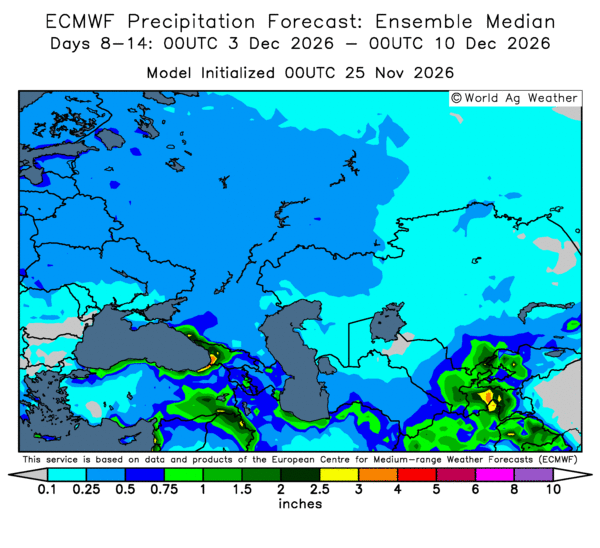 ECMWF Precipitation Forecast: Ensemble Median
Days 8-14: 00UTC 3 Dec 2026 - 00UTC 10 Dec 2026
Model Initialized 00UTC 25 Nov 2026
©World Ag Weather
This service is based on data and products of the European Centre for Medium-range Weather Forecasts (ECMWF)
0.1 0.25 0.5 0.75 1 1.5 2 2.5 3 4 5 6 8 10
inches